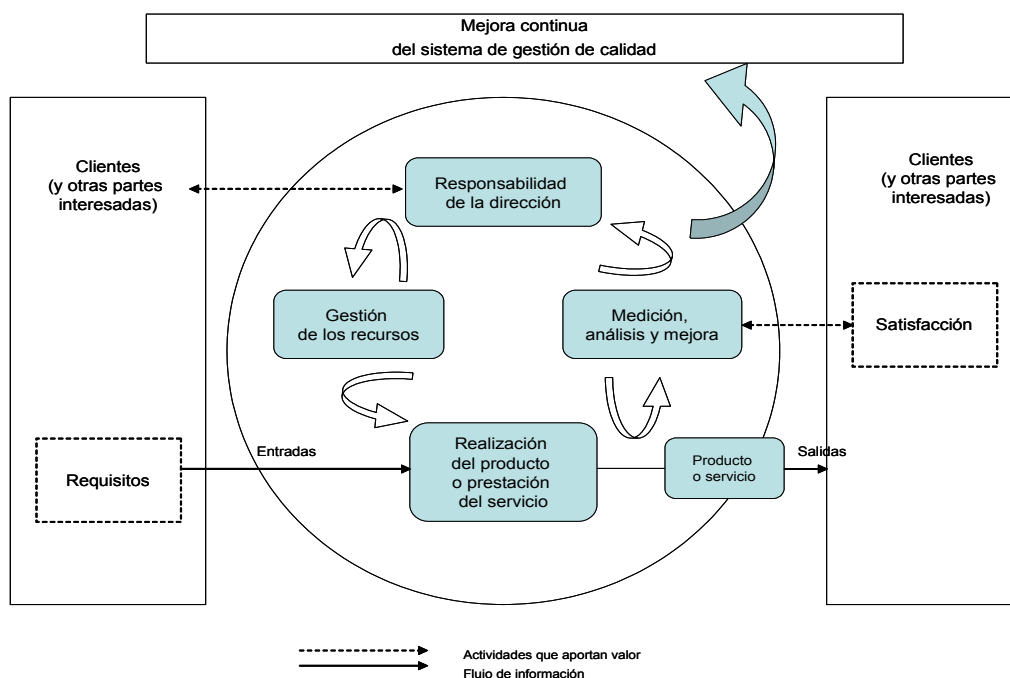 Mejora continua
del sistema de gestión de calidad
Clientes
(y otras partes
interesadas)
Responsabilidad
de la dirección
Clientes
(y otras partes
interesadas)
Gestión
de los recursos
Medición,
análisis y mejora
Satisfacción
Requisitos
Entradas
Realización
del producto
o prestación
del servicio
Producto
o servicio
Salidas
Actividades que aportan valor
Flujo de información